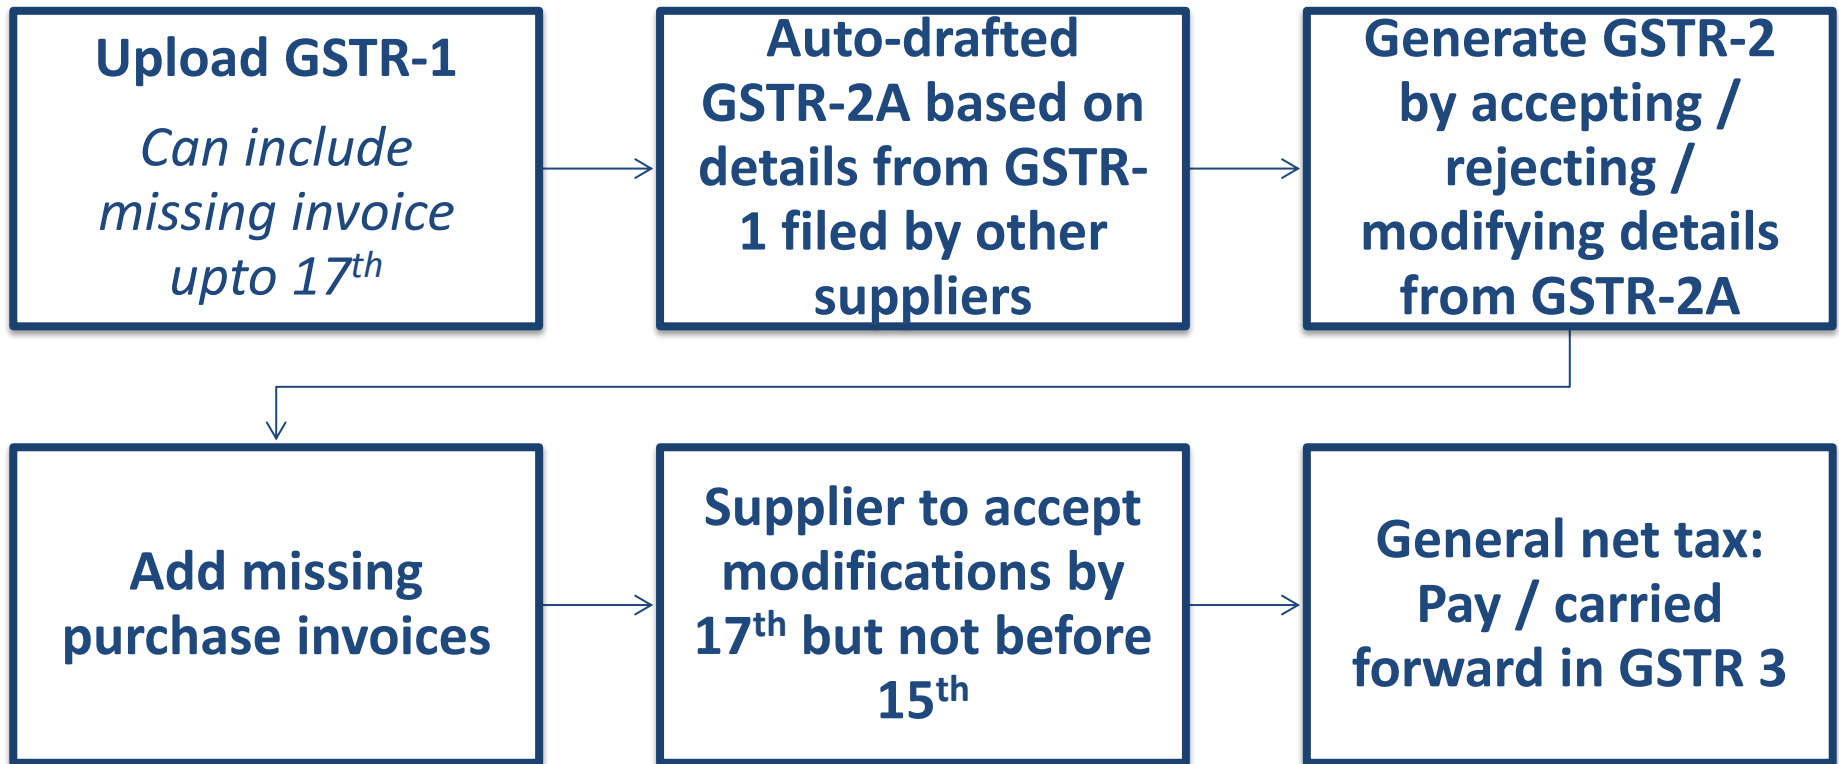 Upload GSTR-1
Can include
missing invoice
upto 17th
Auto-drafted
GSTR-2A based on
details from GSTR-
1 filed by other
suppliers
Generate GSTR-2
by accepting /
rejecting /
modifying details
from GSTR-2A
Add missing
purchase invoices
Supplier to accept
modifications by
17th but not before
15th
General net tax:
Pay / carried
forward in GSTR 3